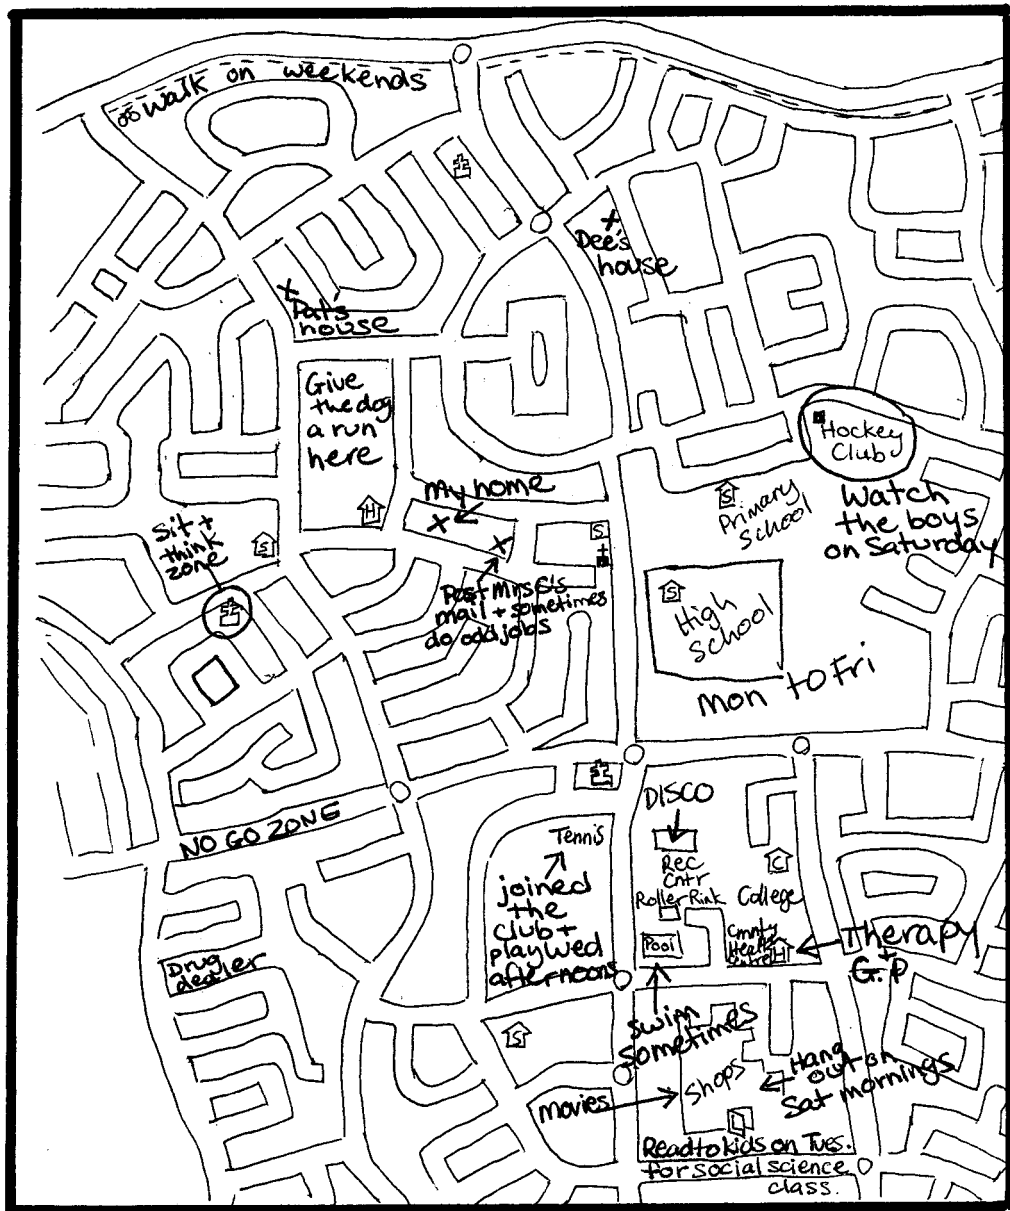 Walk on weekends
Dee's
house
Pat's
house
Give
the dog
a run
here
Hockey
Club
my home
H
S
Primary
School
Watch
the boys
on Saturday
Sit +
think
zone
S
S
Post Mrs G's
mail + sometimes
do odd jobs
S
High
School
Mon to Fri
DISCO
NO GO ZONE
Tennis
Rec
Cntr
C
joined
the
club +
play Wed
afternoons
Roller Rink
College
Pool
Cmnty
Health
Centre
H
Therapy
+
G.P
Drug
dealer
S
Swim
sometimes
Shops
Hang
out on
Sat mornings
movies
Read to kids on Tues.
for social science
class.